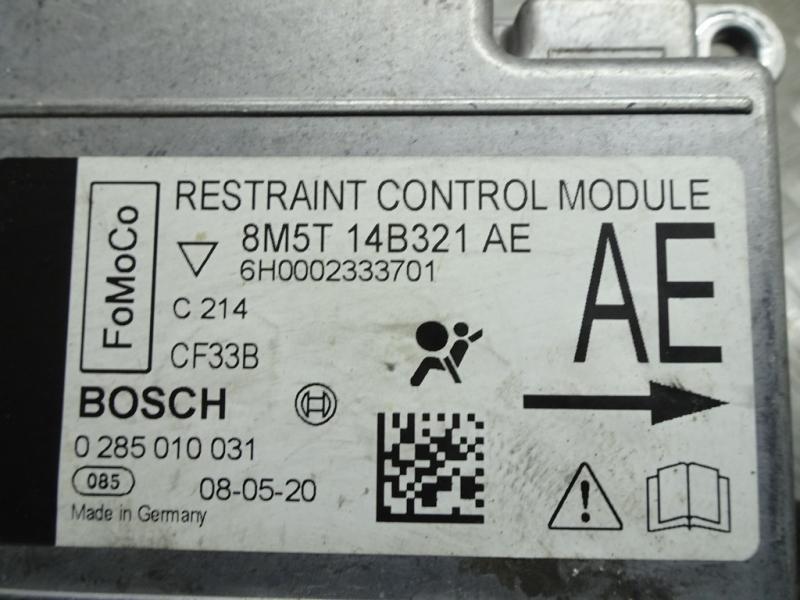 RESTRAINT CONTROL MODULE
FoMoCo
8M5T 14B321 AE
6H0002333701
AE
C 214
CF33B
BOSCH
0 285 010 031
085
08-05-20
Made in Germany